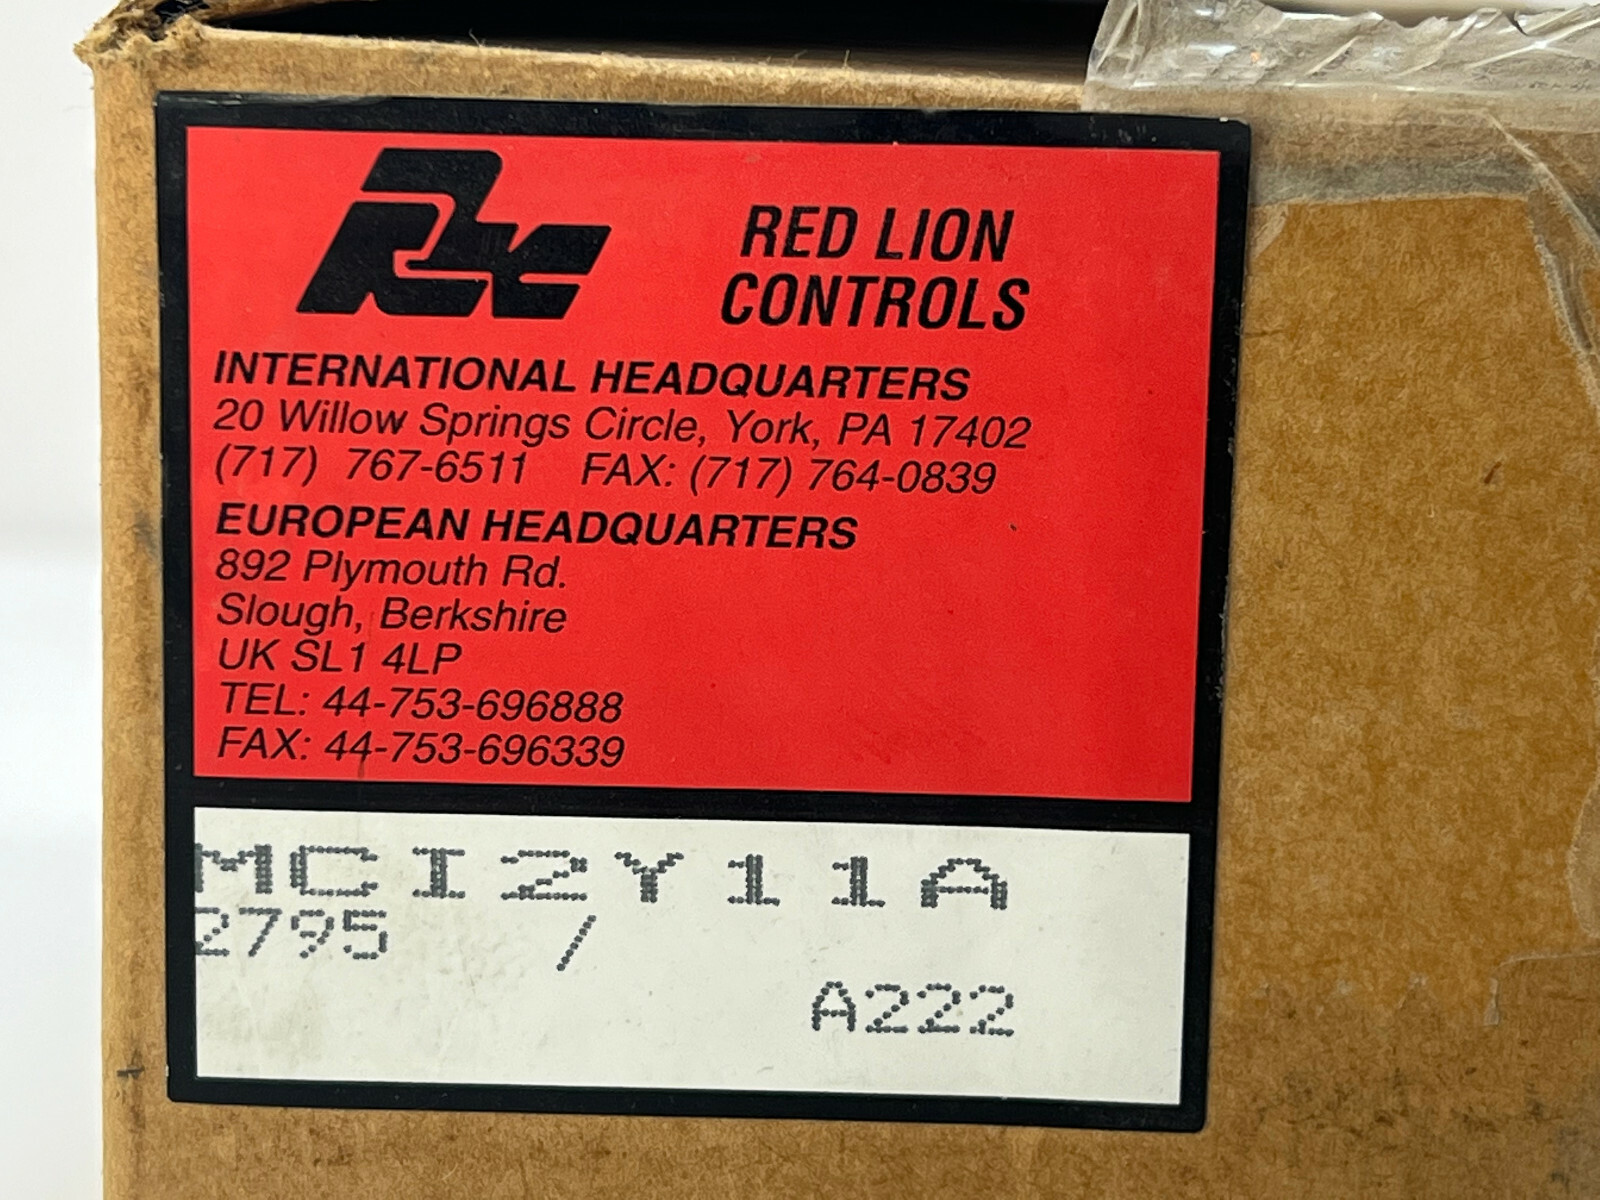 RLC
RED LION
CONTROLS
INTERNATIONAL HEADQUARTERS
20 Willow Springs Circle, York, PA 17402
(717) 767-6511 FAX: (717) 764-0839
EUROPEAN HEADQUARTERS
892 Plymouth Rd.
Slough, Berkshire
UK SL1 4LP
TEL: 44-753-696888
FAX: 44-753-696339
MCI2Y11A
2795 /
A222